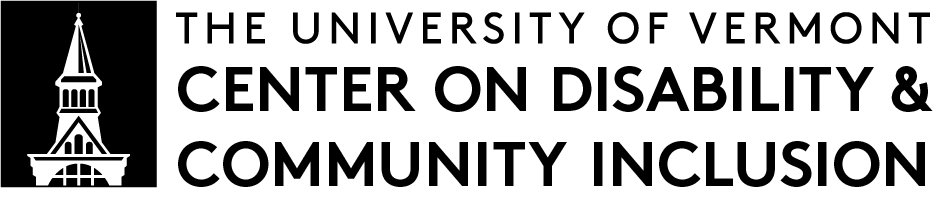 THE UNIVERSITY OF VERMONT
CENTER ON DISABILITY &
COMMUNITY INCLUSION